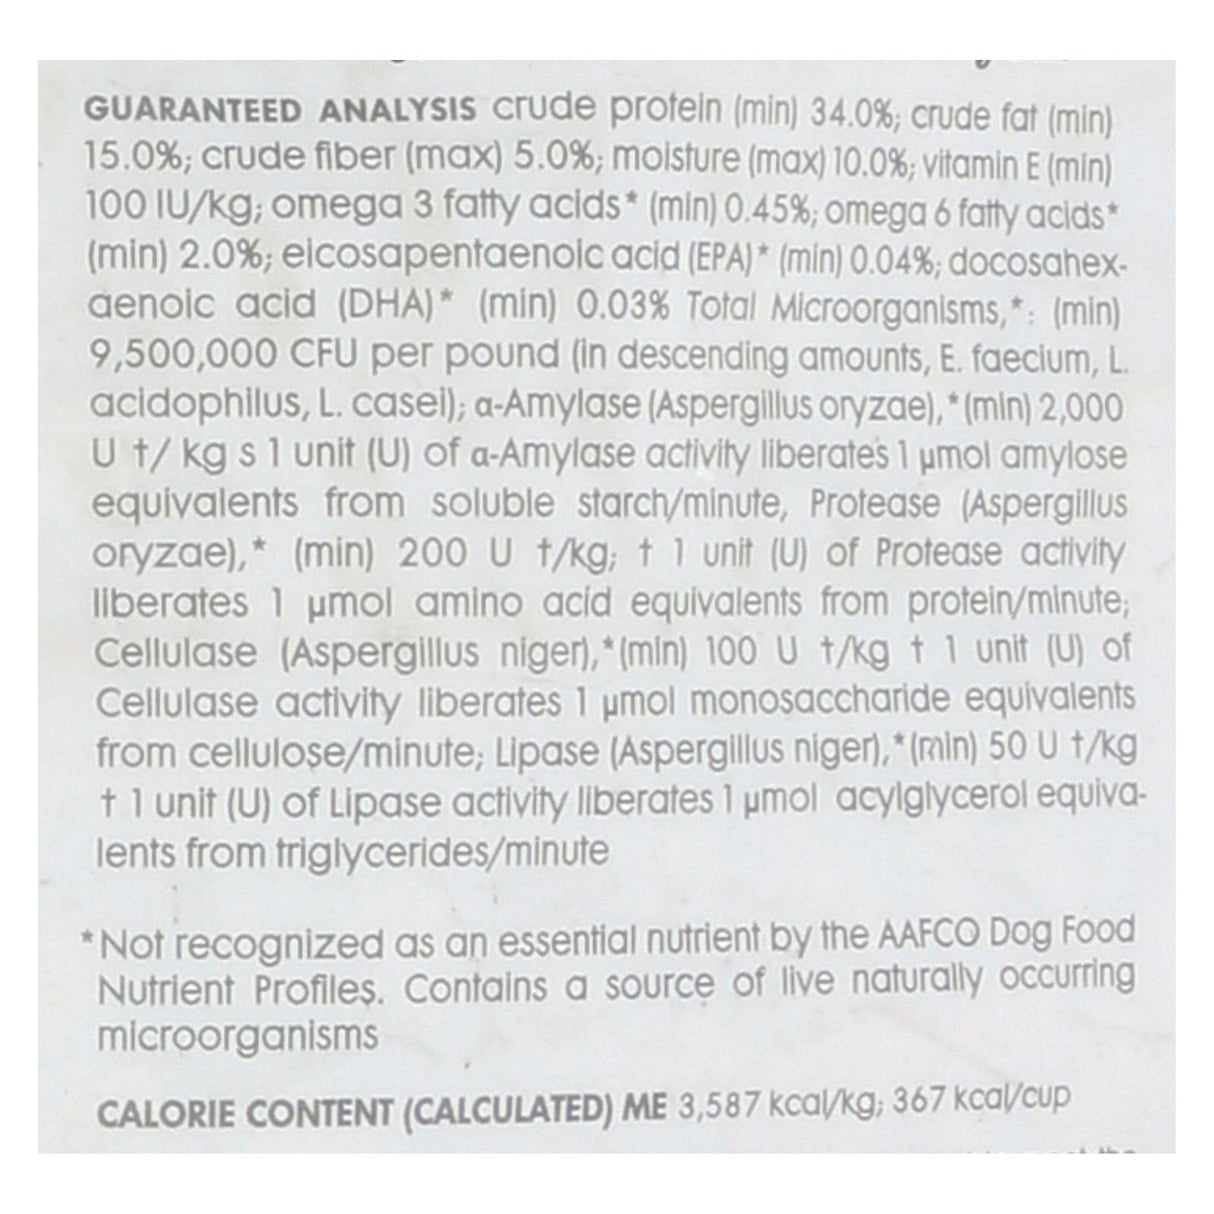 GUARANTEED ANALYSIS crude protein (min) 34.0%; crude fat (min)
15.0%; crude fiber (max) 5.0%; moisture (max) 10.0%; vitamin E (min)
100 IU/kg; omega 3 fatty acids* (min) 0.45%; omega 6 fatty acids*
(min) 2.0%; eicosapentaenoic acid (EPA)* (min) 0.04%; docosahex-
aenoic acid (DHA)* (min) 0.03% Total Microorganisms,*: (min)
9,500,000 CFU per pound (in descending amounts, E. faecium, L.
acidophilus, L. casei); α-Amylase (Aspergillus oryzae),* (min) 2,000
U †/ kg s 1 unit (U) of α-Amylase activity liberates 1 µmol amylose
equivalents from soluble starch/minute, Protease (Aspergillus
oryzae),* (min) 200 U †/kg; † 1 unit (U) of Protease activity
liberates 1 µmol amino acid equivalents from protein/minute;
Cellulase (Aspergillus niger),*(min) 100 U †/kg † 1 unit (U) of
Cellulase activity liberates 1 µmol monosaccharide equivalents
from cellulose/minute; Lipase (Aspergillus niger),*(min) 50 U †/kg
† 1 unit (U) of Lipase activity liberates 1 µmol acylglycerol equiva-
lents from triglycerides/minute
*Not recognized as an essential nutrient by the AAFCO Dog Food
Nutrient Profiles. Contains a source of live naturally occurring
microorganisms
CALORIE CONTENT (CALCULATED) ME 3,587 kcal/kg; 367 kcal/cup